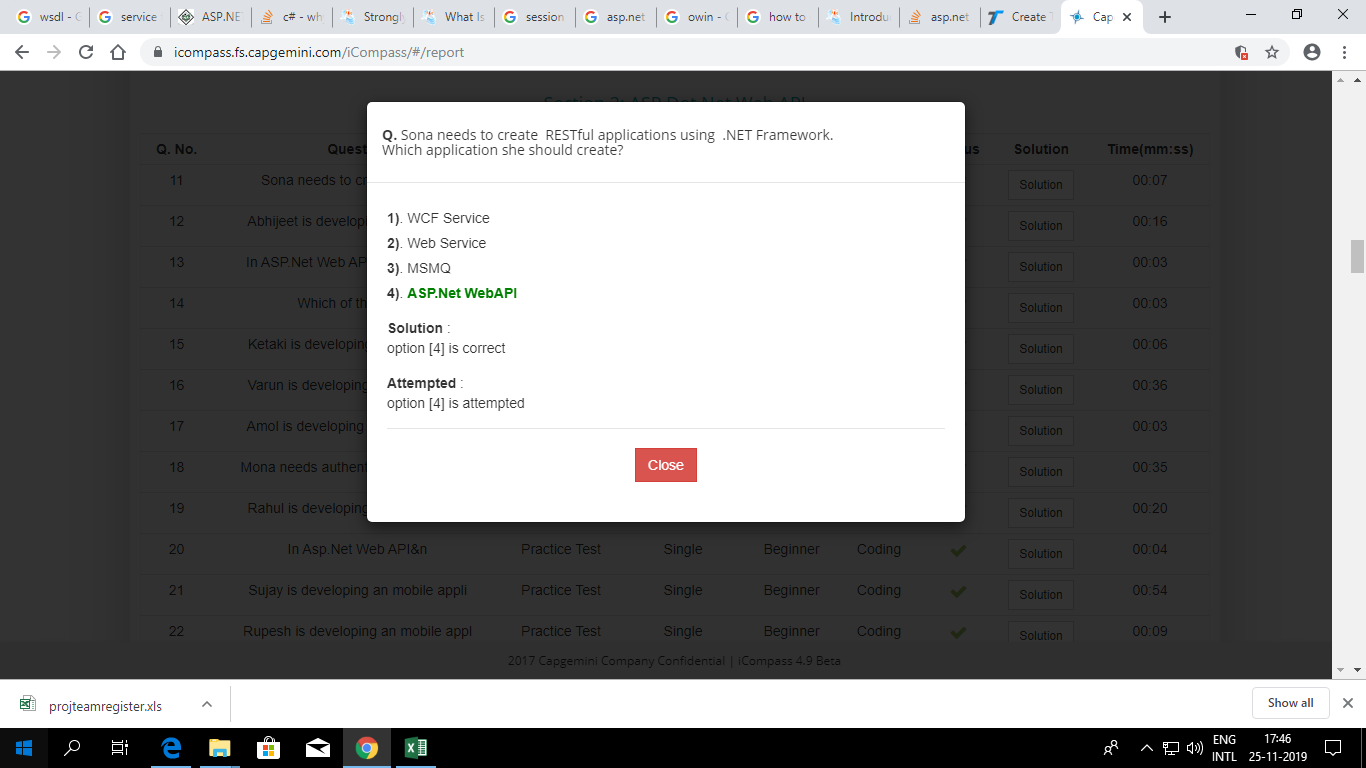 wsdl - G
service
ASP.NE
c# - wh
Strongly
What Is
session
asp.net
owin - G
how to
Introdu
asp.net
Create T
Cap
icompass.fs.capgemini.com/iCompass/#/report
Section 2: ASP Dot Net Web API
Q. No. Quest us Solution Time(mm:ss)
11 Sona needs to cr Solution 00:07
12 Abhijeet is develop Solution 00:16
13 In ASP.Net Web AP Solution 00:03
14 Which of th Solution 00:03
15 Ketaki is developing Solution 00:06
16 Varun is developing Solution 00:36
17 Amol is developing Solution 00:03
18 Mona needs authent Solution 00:35
19 Rahul is developing Solution 00:20
20 In Asp.Net Web API&n Practice Test Single Beginner Coding Solution 00:04
21 Sujay is developing an mobile appli Practice Test Single Beginner Coding Solution 00:54
22 Rupesh is developing an mobile appl Practice Test Single Beginner Coding Solution 00:09
Q. Sona needs to create RESTful applications using .NET Framework.
Which application she should create?
1). WCF Service
2). Web Service
3). MSMQ
4). ASP.Net WebAPI
Solution :
option [4] is correct
Attempted :
option [4] is attempted
Close
2017 Capgemini Company Confidential | iCompass 4.9 Beta
projteamregister.xls
Show all
ENG
INTL
17:46
25-11-2019